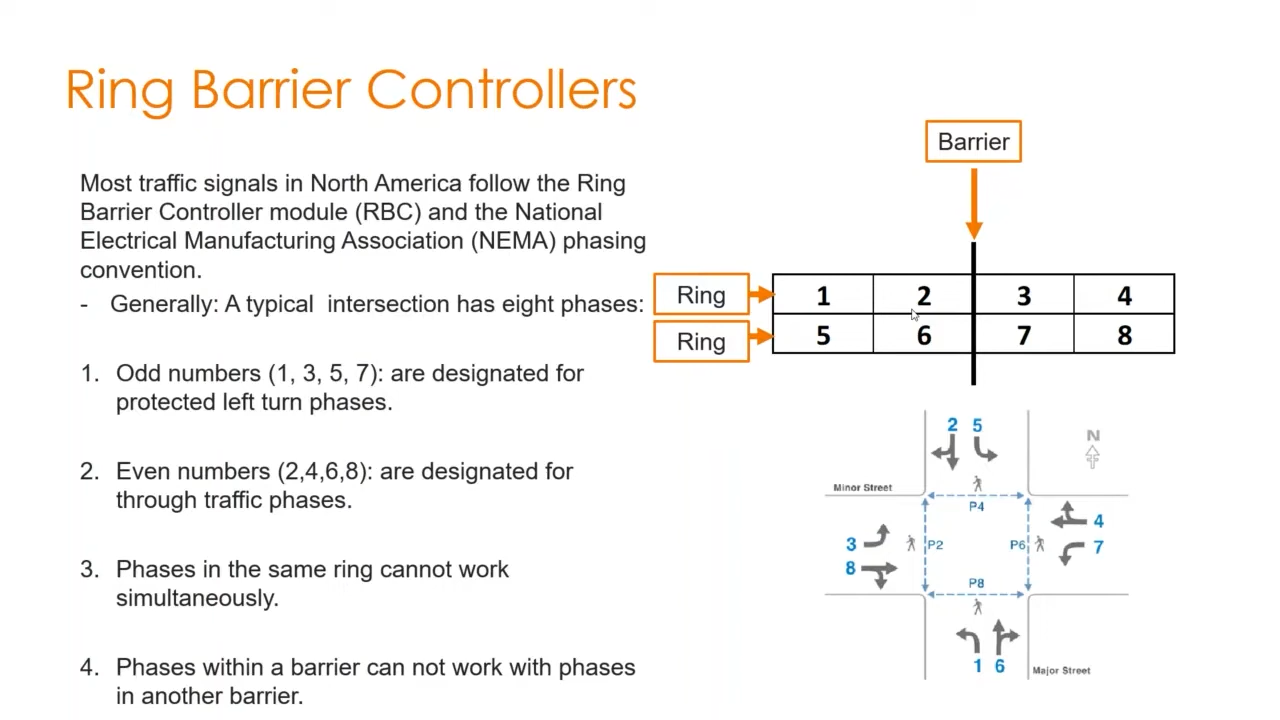 Ring Barrier Controllers
Most traffic signals in North America follow the Ring
Barrier Controller module (RBC) and the National
Electrical Manufacturing Association (NEMA) phasing
convention.
- Generally: A typical intersection has eight phases:
1. Odd numbers (1, 3, 5, 7): are designated for
protected left turn phases.
2. Even numbers (2,4,6,8): are designated for
through traffic phases.
3. Phases in the same ring cannot work
simultaneously.
4. Phases within a barrier can not work with phases
in another barrier.
Barrier
Ring 1 2 3 4
Ring 5 6 7 8
2 5
N
Minor Street
P4
4
3 P2 P6 7
8
P8
1 6
Major Street